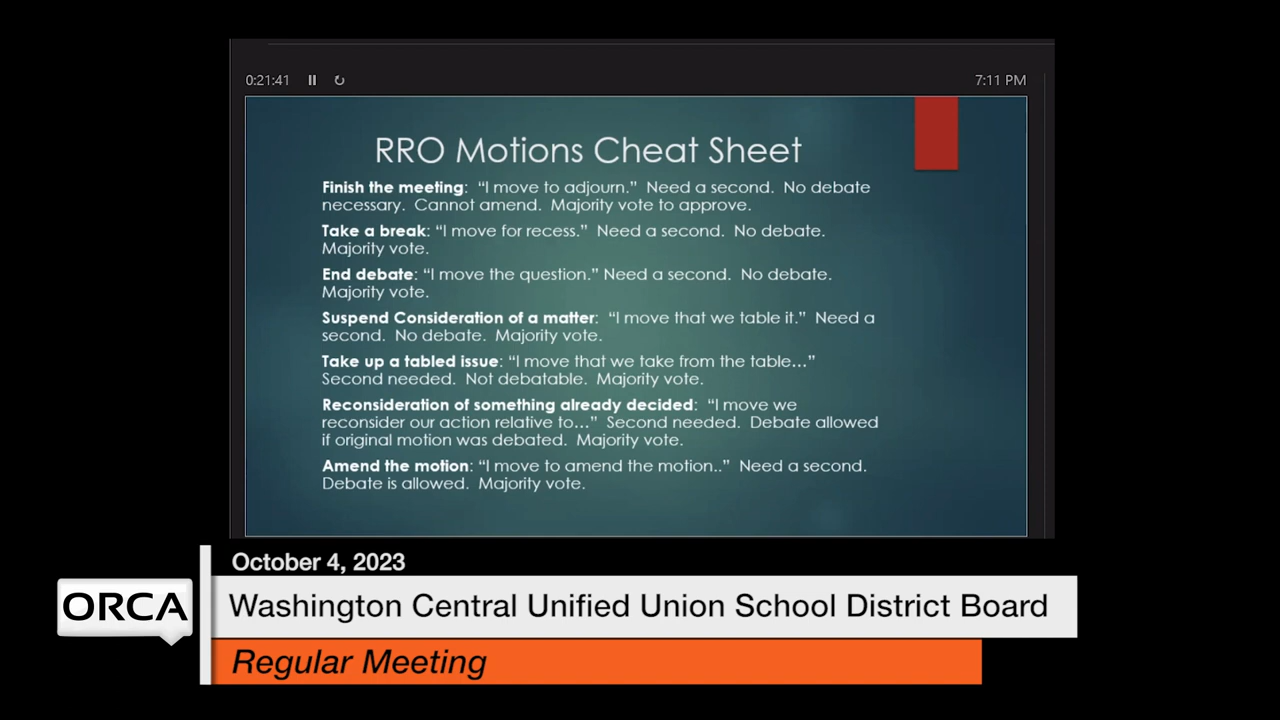 0:21:41
7:11 PM
RRO Motions Cheat Sheet
Finish the meeting: “I move to adjourn.” Need a second. No debate
necessary. Cannot amend. Majority vote to approve.
Take a break: “I move for recess.” Need a second. No debate.
Majority vote.
End debate: “I move the question.” Need a second. No debate.
Majority vote.
Suspend Consideration of a matter: “I move that we table it.” Need a
second. No debate. Majority vote.
Take up a tabled issue: “I move that we take from the table...”
Second needed. Not debatable. Majority vote.
Reconsideration of something already decided: “I move we
reconsider our action relative to...” Second needed. Debate allowed
if original motion was debated. Majority vote.
Amend the motion: “I move to amend the motion..” Need a second.
Debate is allowed. Majority vote.
October 4, 2023
ORCA
Washington Central Unified Union School District Board
Regular Meeting